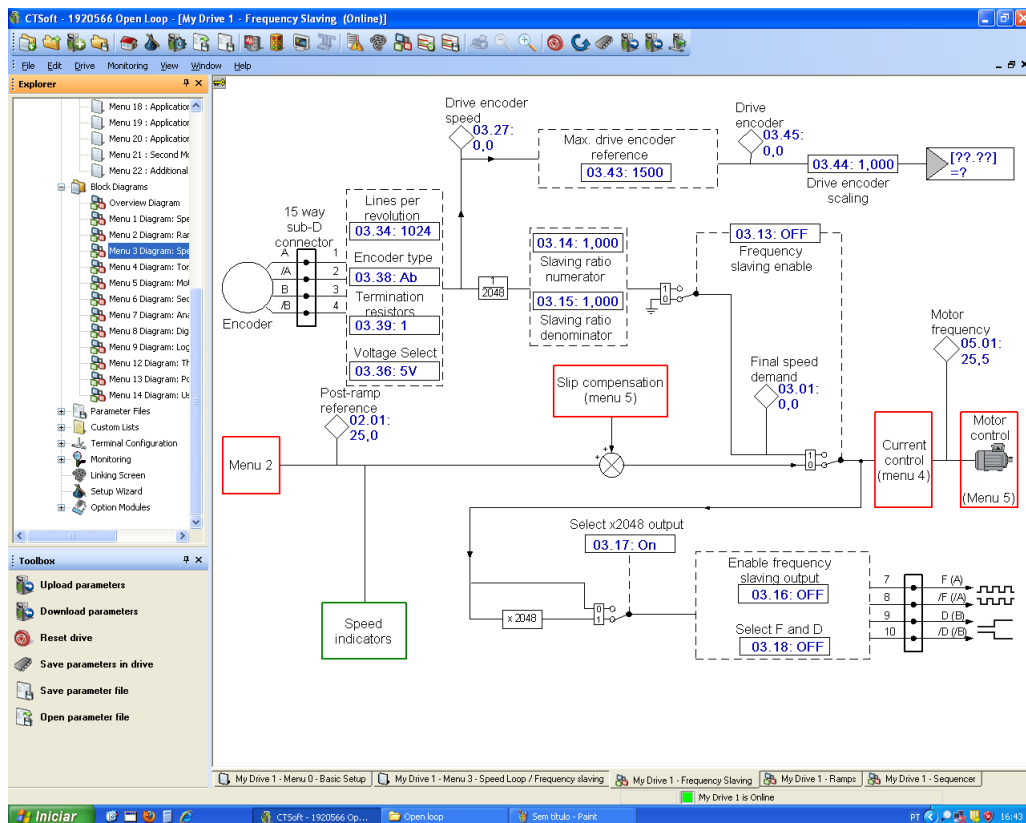 CTSoft - 1920566 Open Loop - [My Drive 1 - Frequency Slaving (Online)]
File Edit Drive Monitoring View Window Help
Explorer
Menu 18 : Application
Menu 19 : Application
Menu 20 : Application
Menu 21 : Second Mo
Menu 22 : Additional
Block Diagrams
Overview Diagram
Menu 1 Diagram: Spe
Menu 2 Diagram: Ran
Menu 3 Diagram: Spe
Menu 4 Diagram: Tor
Menu 5 Diagram: Mot
Menu 6 Diagram: Sec
Menu 7 Diagram: Ana
Menu 8 Diagram: Dig
Menu 9 Diagram: Log
Menu 12 Diagram: Th
Menu 13 Diagram: Po
Menu 14 Diagram: Us
Parameter Files
Custom Lists
Terminal Configuration
Monitoring
Linking Screen
Setup Wizard
Option Modules
Toolbox
Upload parameters
Download parameters
Reset drive
Save parameters in drive
Save parameter file
Open parameter file
Drive encoder
speed
03.27:
0,0
Max. drive encoder
reference
03.43: 1500
Drive
encoder
03.45:
0,0
03.44: 1,000
Drive encoder
scaling
[??.??]
=?
15 way
sub-D
connector
A 1
/A 2
B 3
/B 4
Encoder
Lines per
revolution
03.34: 1024
Encoder type
03.38: Ab
Termination
resistors
03.39: 1
Voltage Select
03.36: 5V
1
2048
03.14: 1,000
Slaving ratio
numerator
03.15: 1,000
Slaving ratio
denominator
1
0
03.13: OFF
Frequency
slaving enable
Motor
frequency
05.01:
25,5
Final speed
demand
03.01:
0,0
Post-ramp
reference
02.01:
25,0
Slip compensation
(menu 5)
Menu 2
+
+
1
0
Current
control
(menu 4)
Motor
control
(Menu 5)
Select x2048 output
03.17: On
x 2048
0
1
Speed
indicators
Enable frequency
slaving output
03.16: OFF
Select F and D
03.18: OFF
7 F (A)
8 /F (/A)
9 D (B)
10 /D (/B)
My Drive 1 - Menu 0 - Basic Setup
My Drive 1 - Menu 3 - Speed Loop / Frequency slaving
My Drive 1 - Frequency Slaving
My Drive 1 - Ramps
My Drive 1 - Sequencer
My Drive 1 is Online
Iniciar
CTSoft - 1920566 Op...
Open loop
Sem título - Paint
PT
16:43